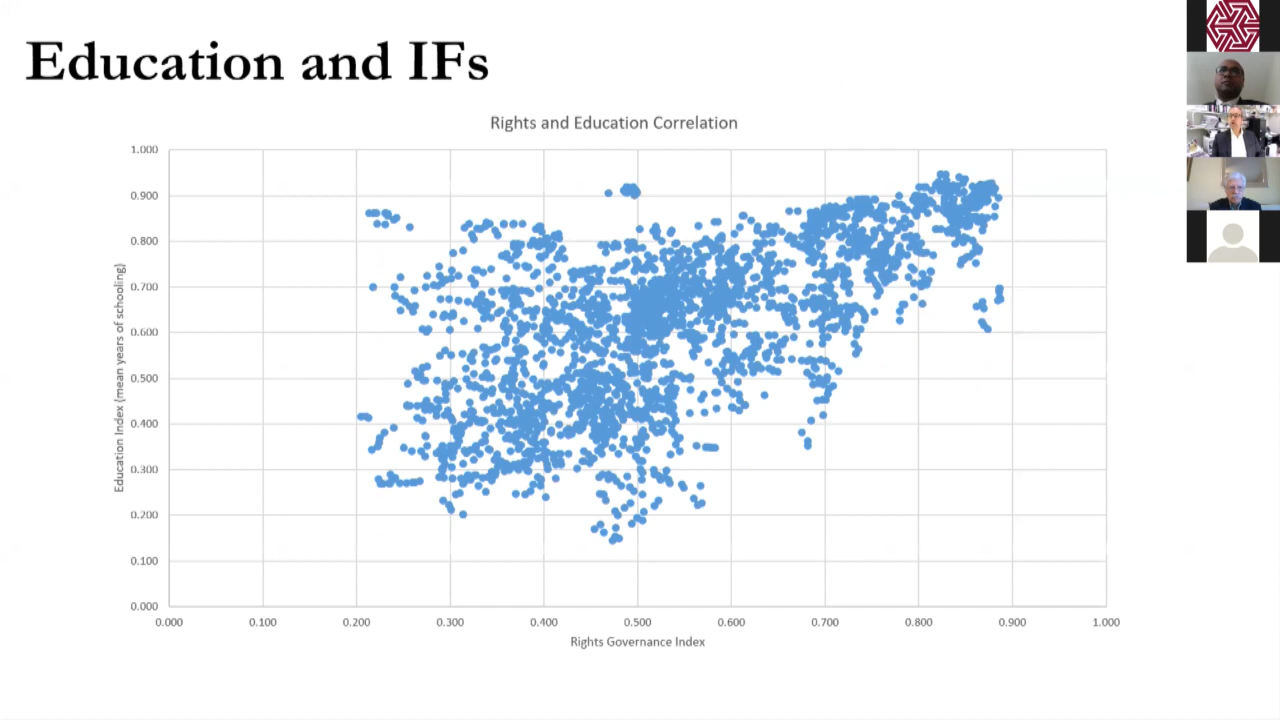 Education and IFs
Rights and Education Correlation
1.000
0.900
0.800
0.700
0.600
0.500
0.400
0.300
0.200
0.100
0.000
Education Index (mean years of schooling)
0.000 0.100 0.200 0.300 0.400 0.500 0.600 0.700 0.800 0.900 1.000
Rights Governance Index